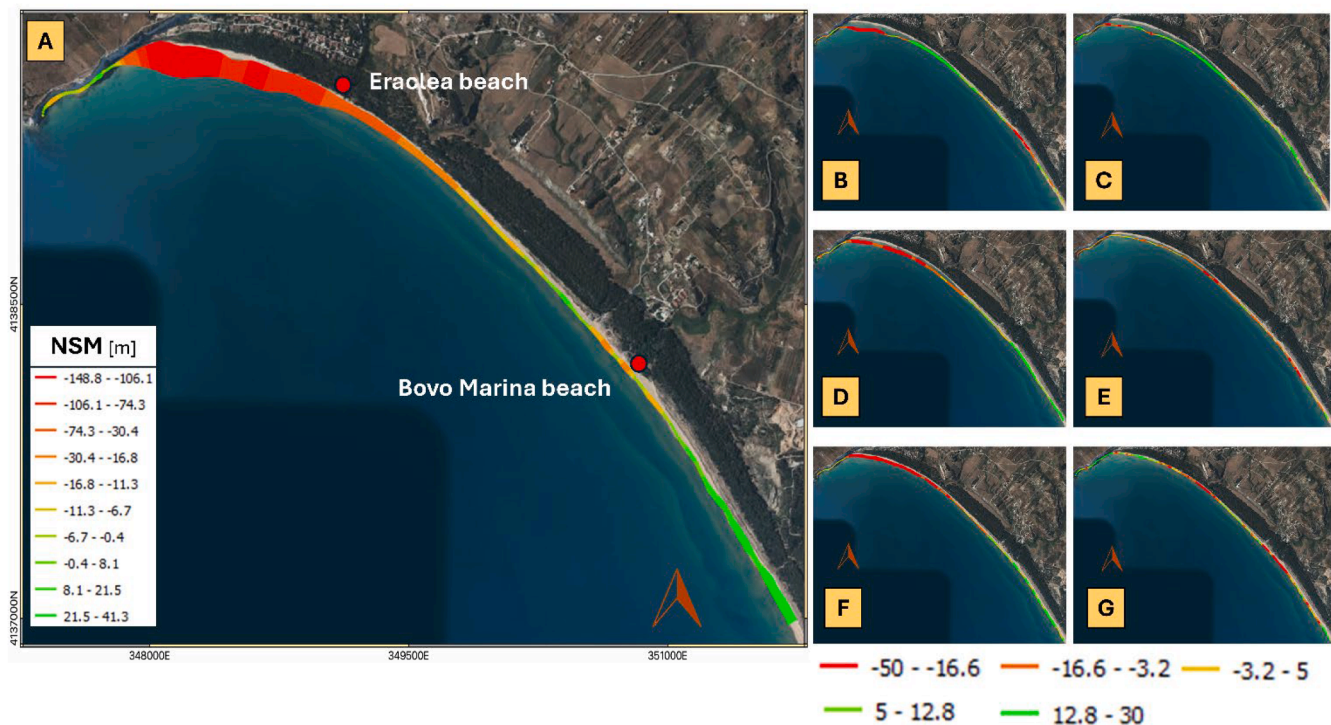 A
Eraolea beach
Bovo Marina beach
NSM [m]
-148.8 - -106.1
-106.1 - -74.3
-74.3 - -30.4
-30.4 - -16.8
-16.8 - -11.3
-11.3 - -6.7
-6.7 - -0.4
-0.4 - 8.1
8.1 - 21.5
21.5 - 41.3
4138500N
4137000N
348000E
349500E
351000E
B
C
D
E
F
G
-50 - -16.6
-16.6 - -3.2
-3.2 - 5
5 - 12.8
12.8 - 30